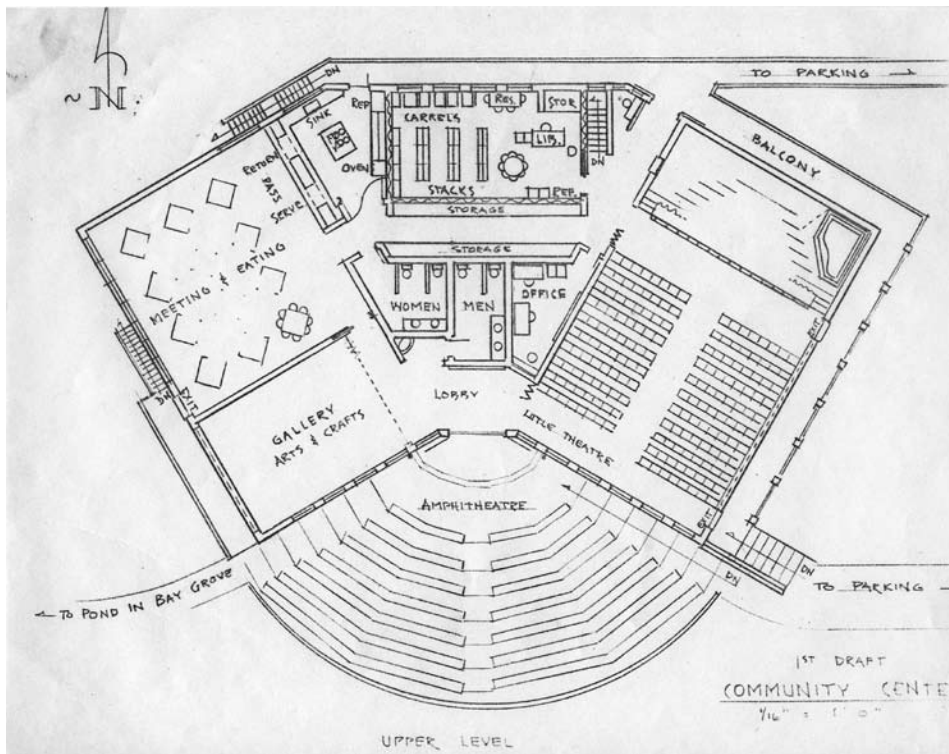 N
DN
TO PARKING →
SINK
REF
CARRELS
RES.
STOR
LIB.
DN
OVEN
STACKS
REF
STORAGE
RETURN
PASS
SERVE
BALCONY
STORAGE
WOMEN
MEN
OFFICE
MEETING & EATING
EXIT
DN
EXIT
LOBBY
GALLERY
ARTS & CRAFTS
LITTLE THEATRE
AMPHITHEATRE
EXIT
DN
DN
← TO POND IN BAY GROVE
TO PARKING
1ST DRAFT
COMMUNITY CENTE
1/16" = 1' 0"
UPPER LEVEL